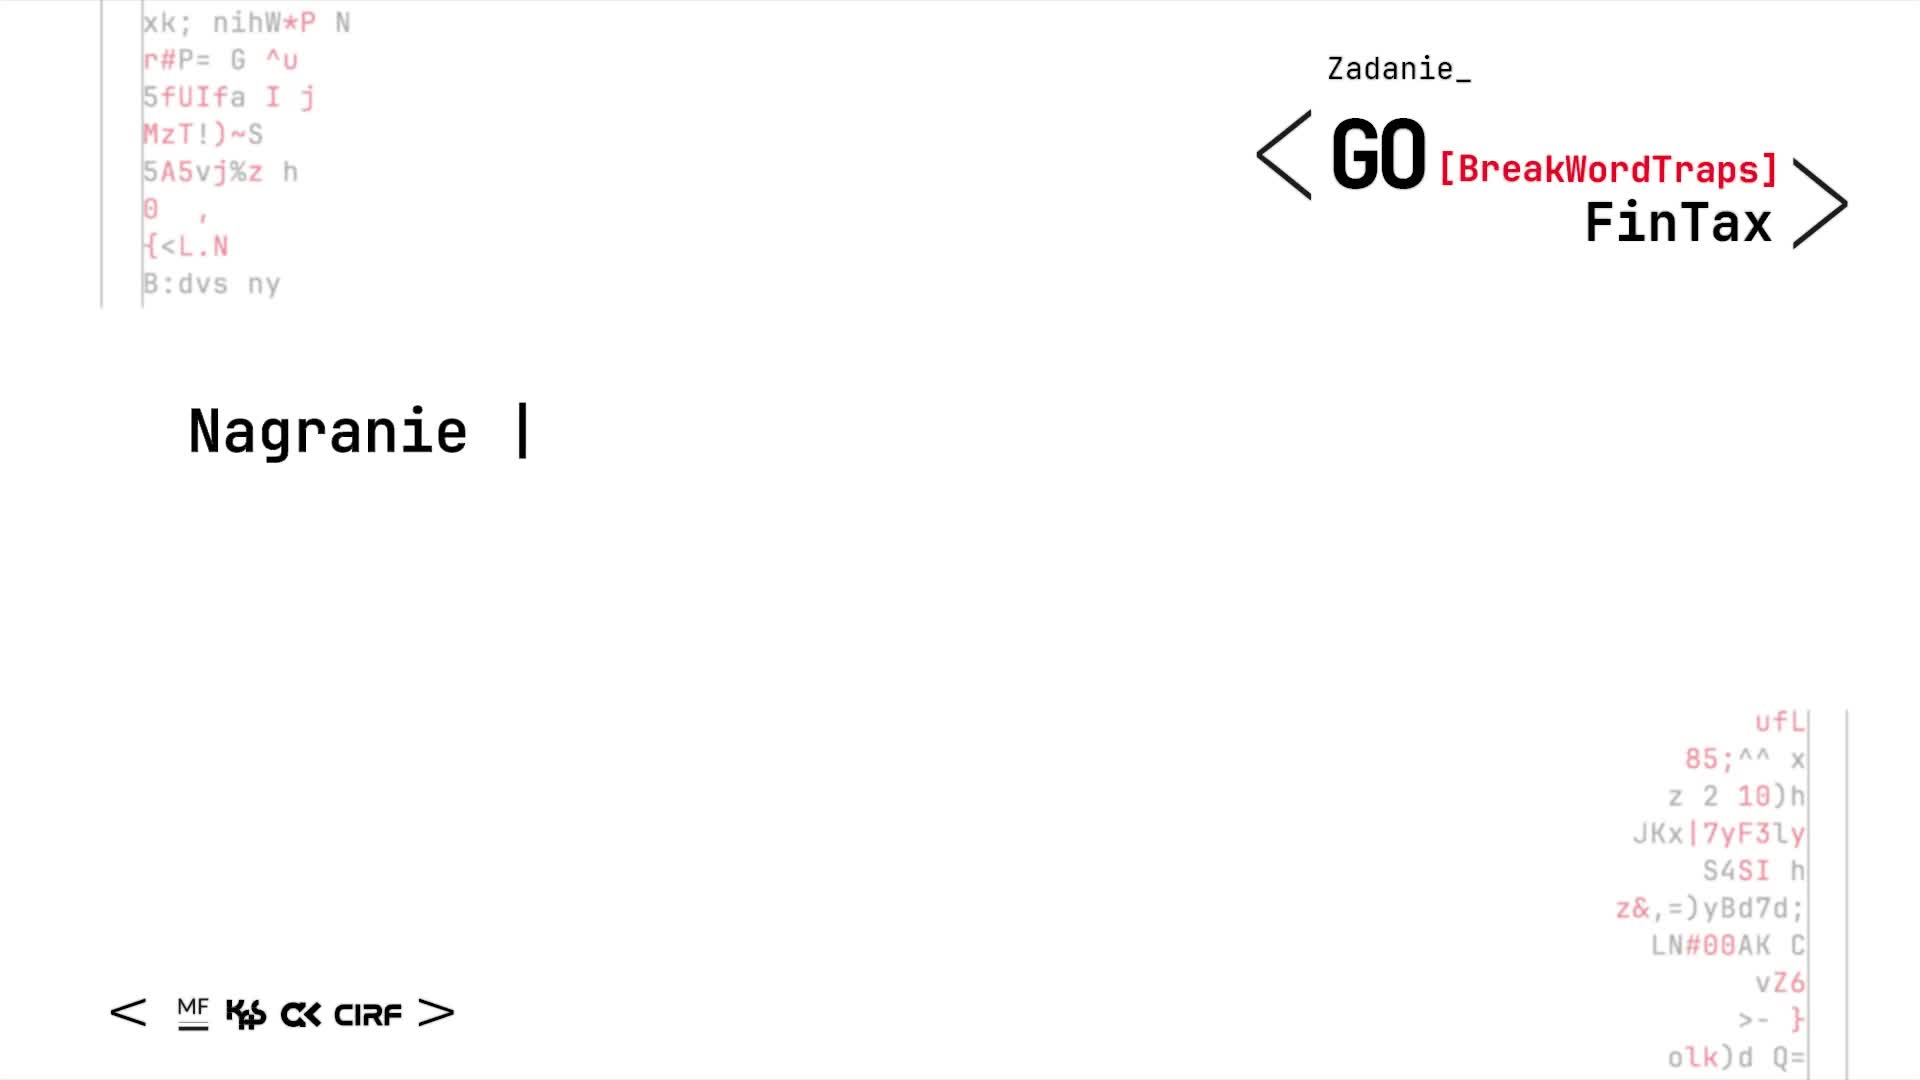 xk; nihW*P N
r#P= G ^u
5fUIfa I j
MzT!)~S
5A5vj%z h
0  ,
{<L.N
B:dvs ny
Zadanie_
<GO [BreakWordTraps]
FinTax>
Nagranie |
ufL
85;^^ x
z 2 10)h
JKx|7yF3ly
S4SI h
z&,=)yBd7d;
LN#00AK C
vZ6
>- }
olk)d Q=
< MF KAS CK CIRF >